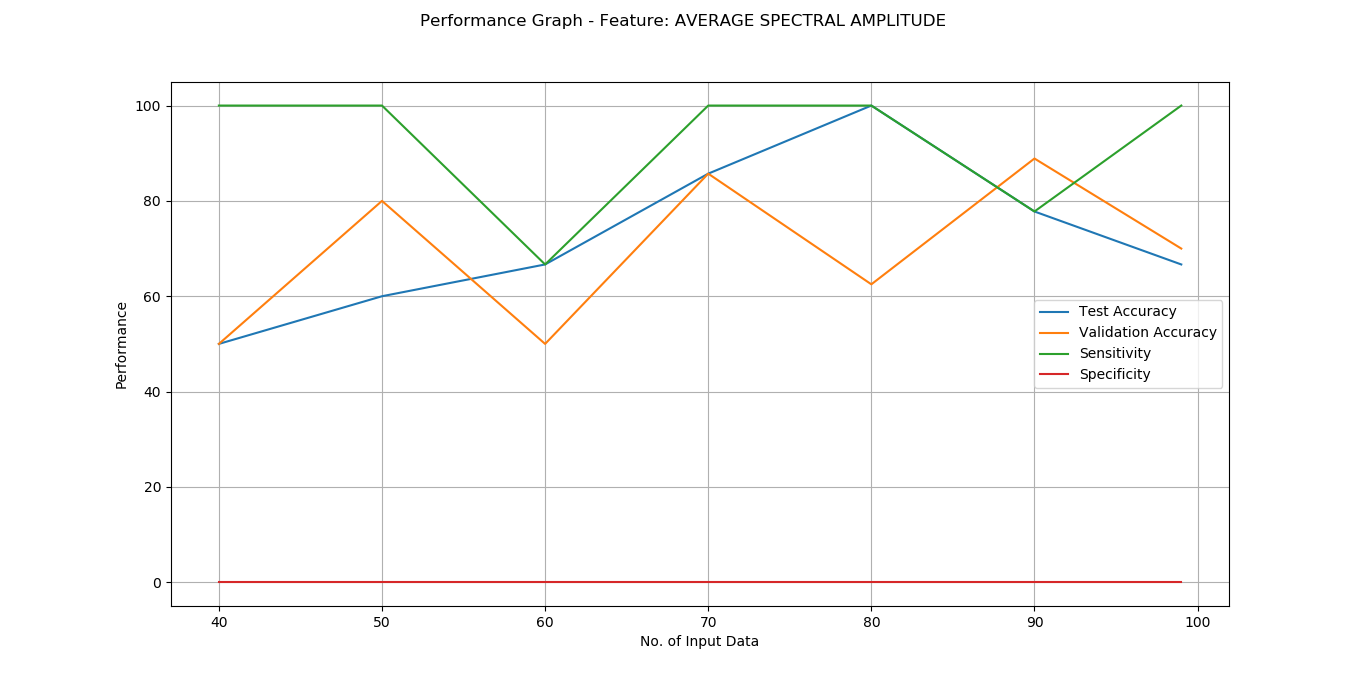 Performance Graph - Feature: AVERAGE SPECTRAL AMPLITUDE
100
80
60
40
20
0
Performance
Test Accuracy
Validation Accuracy
Sensitivity
Specificity
40 50 60 70 80 90 100
No. of Input Data